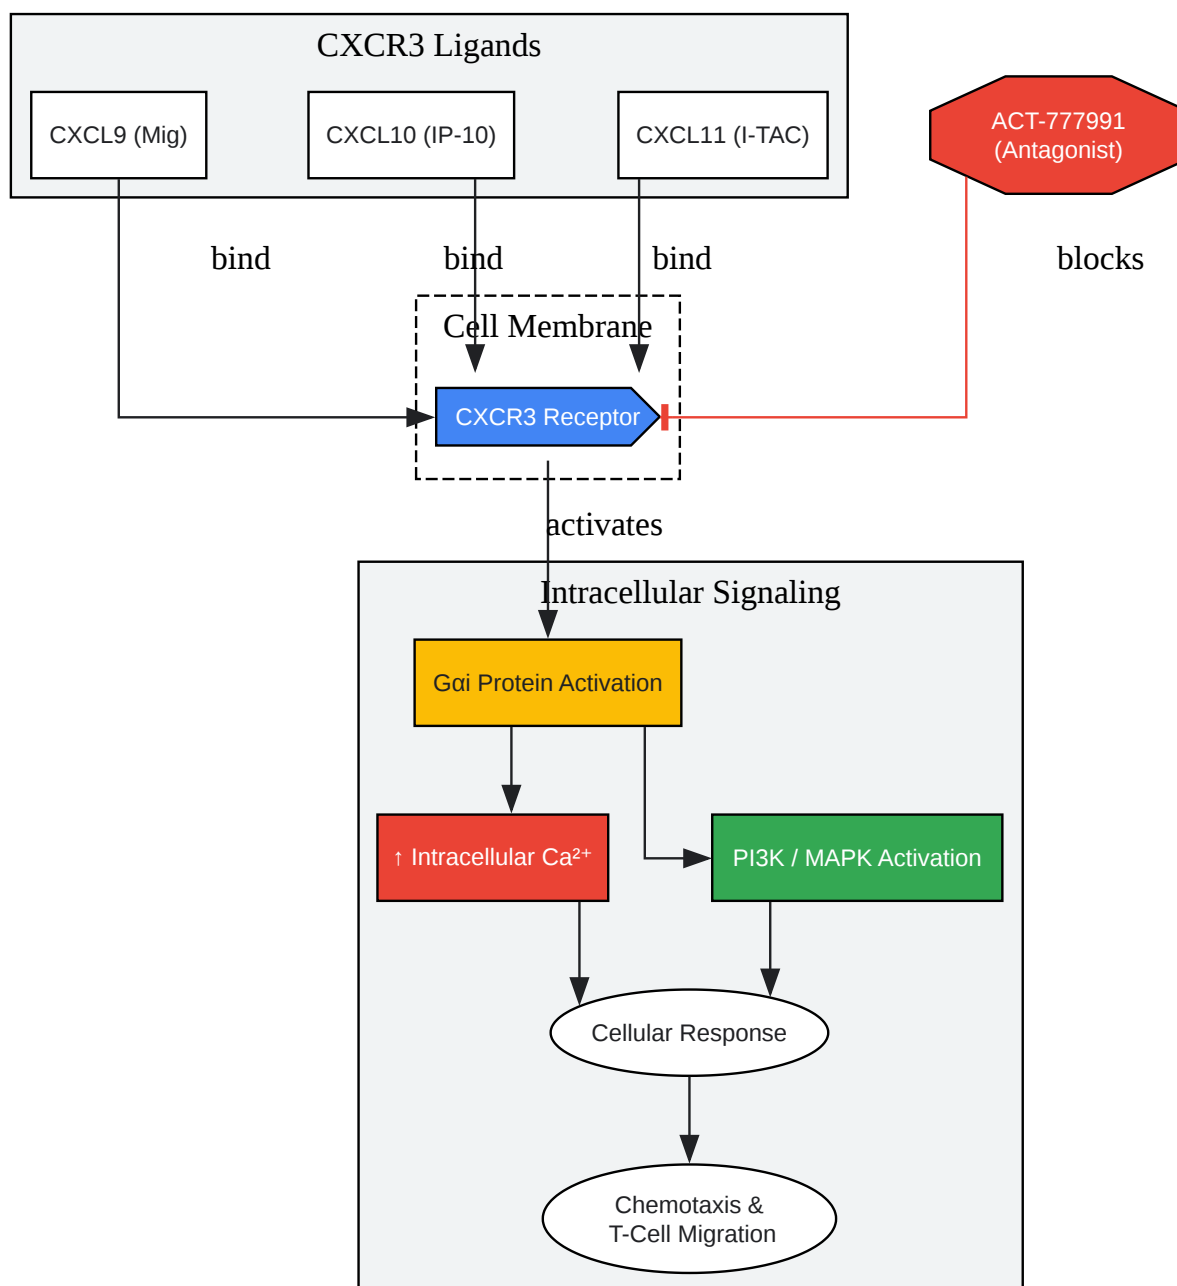 CXCR3 Ligands
CXCL9 (Mig)
CXCL10 (IP-10)
CXCL11 (I-TAC)
ACT-777991
(Antagonist)
bind
bind
bind
blocks
Cell Membrane
CXCR3 Receptor
activates
Intracellular Signaling
Gαi Protein Activation
↑ Intracellular Ca²⁺
PI3K / MAPK Activation
Cellular Response
Chemotaxis &
T-Cell Migration